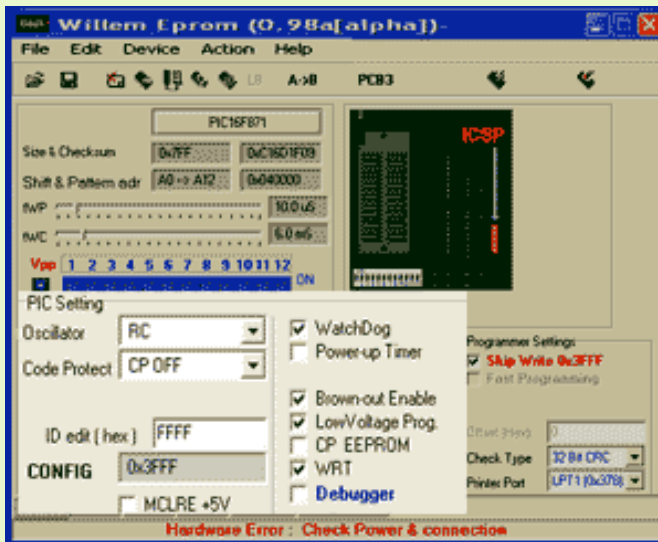 Willem Eprom (0,98a[alpha])-
File Edit Device Action Help
LB A->B PCB3
PIC16F871
Size & Checksum 0x7FF 0xC16D1F09
Shift & Pattern adr A0 => A12 0x040000
tWP 10.0 uS
tWC 5.0 mS
Vpp 1 2 3 4 5 6 7 8 9 10 11 12
ON
ICSP
PIC Setting
Oscillator RC
Code Protect CP OFF
ID edit ( hex ) FFFF
CONFIG 0x3FFF
MCLRE +5V
WatchDog
Power-up Timer
Brown-out Enable
LowVoltage Prog.
CP EEPROM
WRT
Debugger
Programmer Settings
Skip Write 0x3FFF
Fast Programming
Offset (Hex) 0
Check Type 32 Bit CRC
Printer Port LPT1 (0x378)
Hardware Error : Check Power & connection